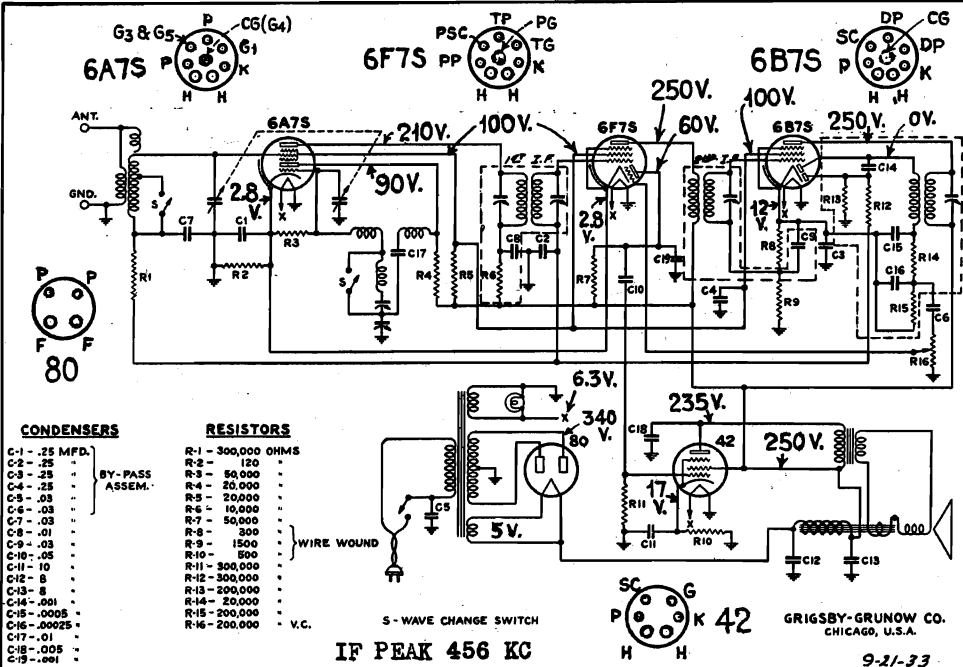 P
G3 & G5
CG(G4)
G1
P
K
H H
6A7S
TP
PG
PSC
TG
PP
K
H H
6F7S
DP
CG
SC
DP
P
K
H H
6B7S
ANT.
GND.
6A7S
210V.
100V.
90V.
2.8 V.
250V.
60V.
6F7S
2.8 V.
1ST I.F.
2ND I.F.
100V.
6B7S
250V.
0V.
12 V.
S
C7
C1
R3
R2
R1
S
C17
R4
R5
R6
C8
C2
R7
C10
C19
C4
R8
C9
C3
R9
R13
R12
C14
C15
R14
C16
R15
C6
R16
X
X
X
P P
F F
80
6.3V.
X
340 V.
80
5V.
C5
235V.
42
250V.
C18
17 V.
R11
C11
R10
X
C12
C13
CONDENSERS
C-1 - .25 MFD.
C-2 - .25 "
C-3 - .25 "
C-4 - .25 "
C-5 - .03 "
C-6 - .03 "
C-7 - .03 "
BY-PASS ASSEM.
C-8 - .01 "
C-9 - .03 "
C-10 - .05 "
C-11 - 10 "
C-12 - 8 "
C-13 - 8 "
C-14 - .001 "
C-15 - .0005 "
C-16 - .00025 "
C-17 - .01 "
C-18 - .005 "
C-19 - .001 "
RESISTORS
R-1 - 300,000 OHMS
R-2 - 120 "
R-3 - 50,000 "
R-4 - 20,000 "
R-5 - 20,000 "
R-6 - 10,000 "
R-7 - 50,000 "
R-8 - 300 "
R-9 - 1500 "
R-10 - 500 "
WIRE WOUND
R-11 - 300,000 "
R-12 - 300,000 "
R-13 - 200,000 "
R-14 - 20,000 "
R-15 - 200,000 "
R-16 - 200,000 " V.C.
S - WAVE CHANGE SWITCH
IF PEAK 456 KC
SC G
P K
H H
42
GRIGSBY-GRUNOW CO.
CHICAGO, U.S.A.
9-21-33